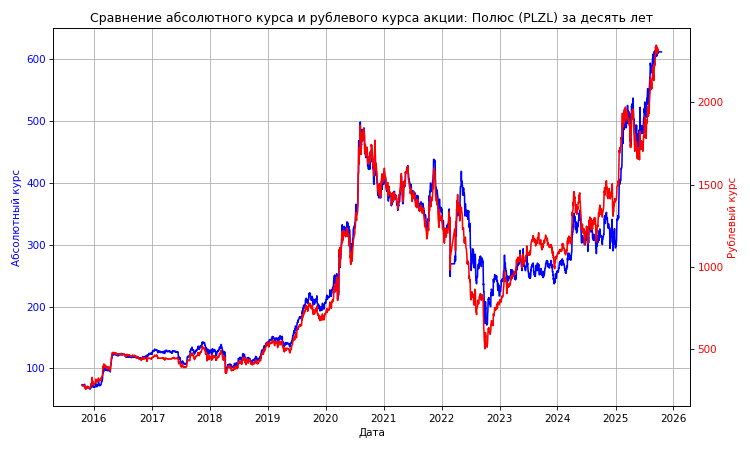 Сравнение абсолютного курса и рублевого курса акции: Полюс (PLZL) за десять лет
600
500
400
300
200
100
Абсолютный курс
2000
1500
1000
500
Рублевый курс
2016 2017 2018 2019 2020 2021 2022 2023 2024 2025 2026
Дата